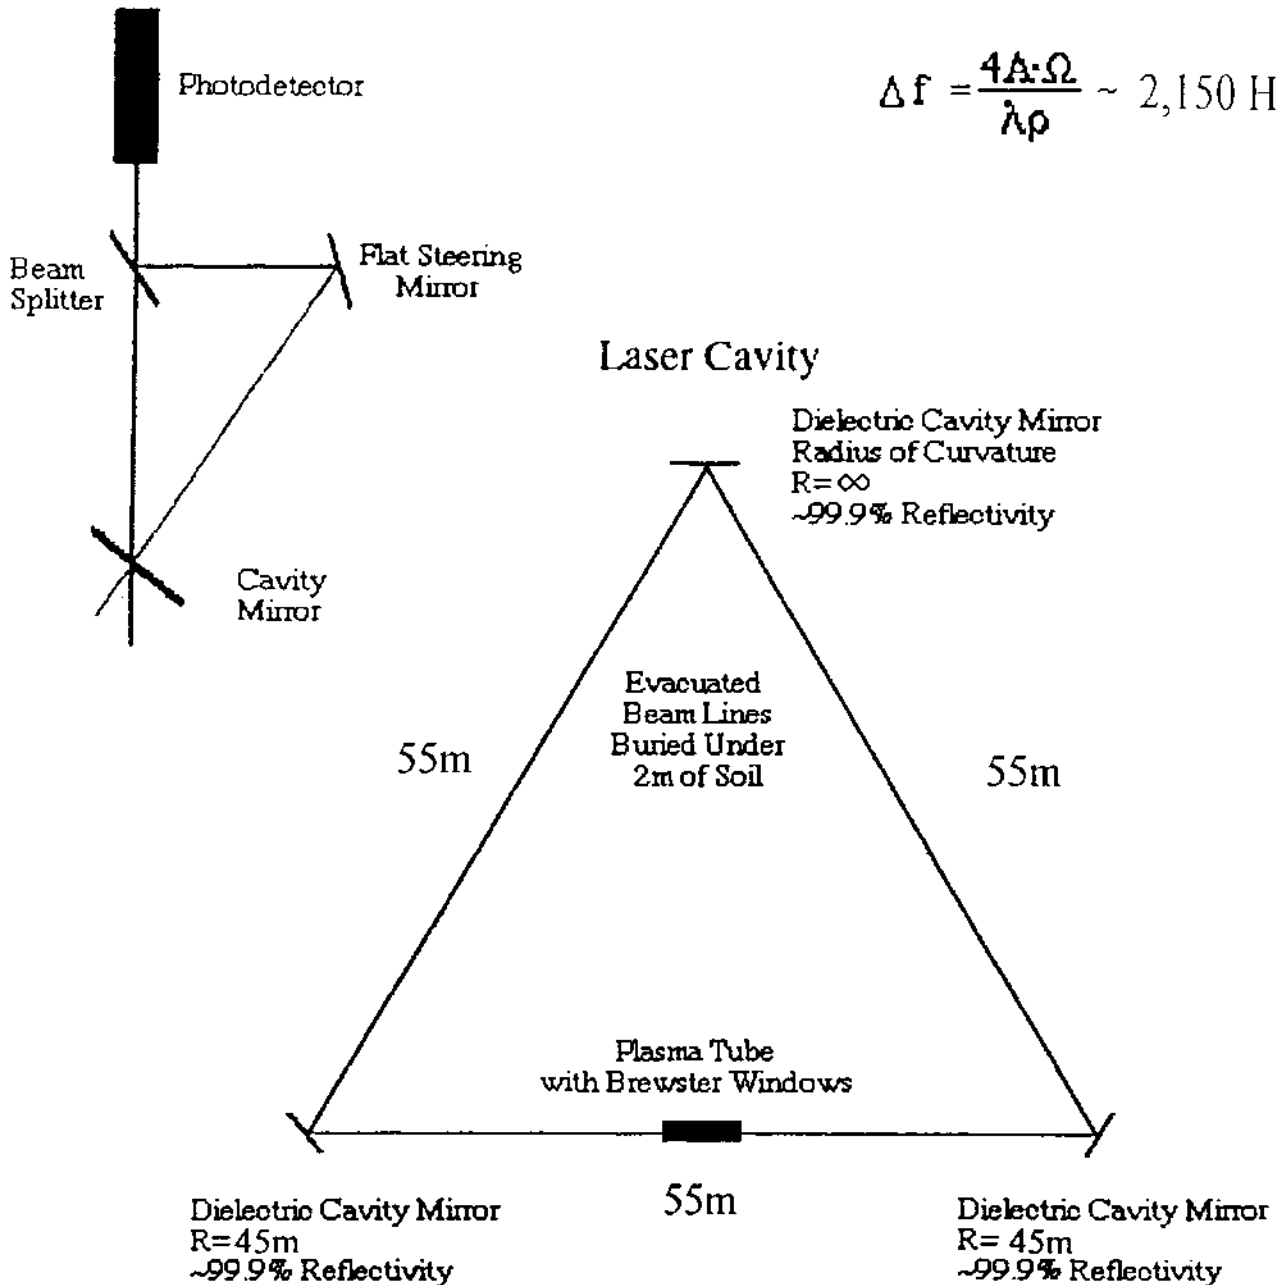 Photodetector
Δf = 4A·Ω / λρ ~ 2,150 H
Beam
Splitter
Flat Steering
Mirror
Laser Cavity
Dielectric Cavity Mirror
Radius of Curvature
R=∞
~99.9% Reflectivity
Cavity
Mirror
Evacuated
Beam Lines
Buried Under
2m of Soil
55m
55m
Plasma Tube
with Brewster Windows
55m
Dielectric Cavity Mirror
R=45m
~99.9% Reflectivity
Dielectric Cavity Mirror
R= 45m
~99.9% Reflectivity